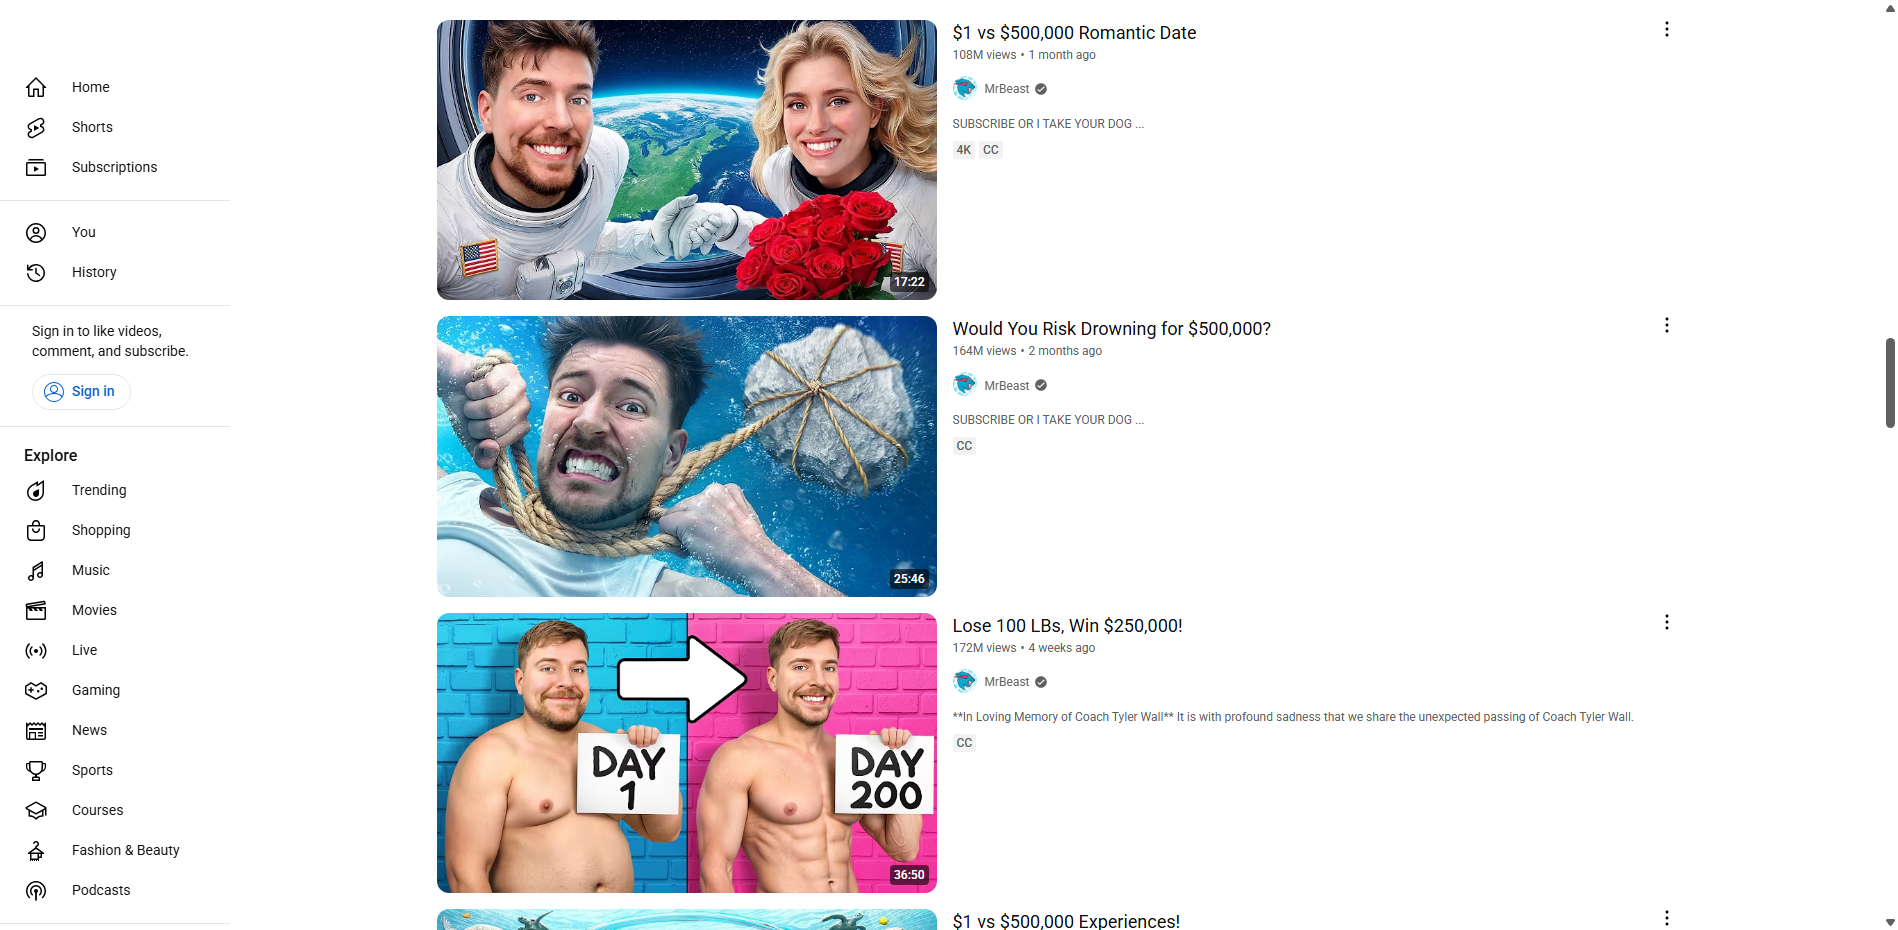 Home
Shorts
Subscriptions
You
History
Sign in to like videos,
comment, and subscribe.
Sign in
Explore
Trending
Shopping
Music
Movies
Live
Gaming
News
Sports
Courses
Fashion & Beauty
Podcasts
17:22
$1 vs $500,000 Romantic Date
108M views • 1 month ago
MrBeast
SUBSCRIBE OR I TAKE YOUR DOG ...
4K CC
25:46
Would You Risk Drowning for $500,000?
164M views • 2 months ago
MrBeast
SUBSCRIBE OR I TAKE YOUR DOG ...
CC
DAY
1
DAY
200
36:50
Lose 100 LBs, Win $250,000!
172M views • 4 weeks ago
MrBeast
**In Loving Memory of Coach Tyler Wall** It is with profound sadness that we share the unexpected passing of Coach Tyler Wall.
CC
$1 vs $500,000 Experiences!